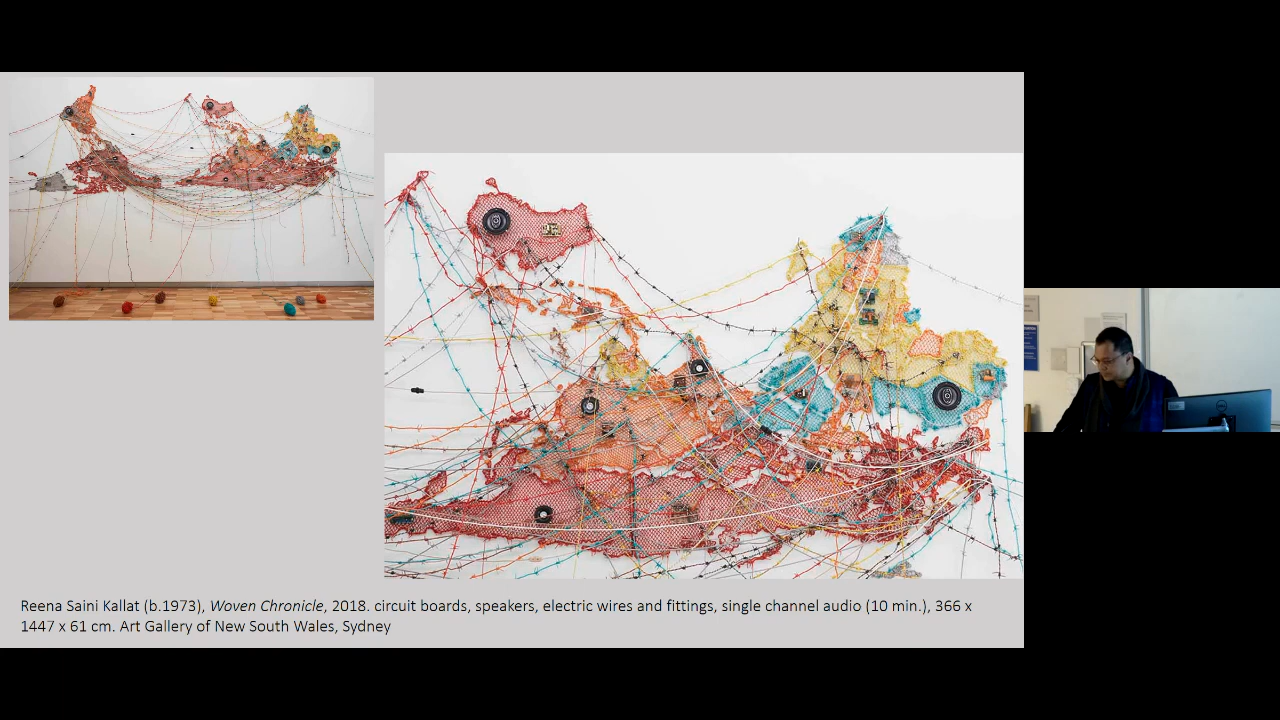 Reena Saini Kallat (b.1973), Woven Chronicle, 2018. circuit boards, speakers, electric wires and fittings, single channel audio (10 min.), 366 x
1447 x 61 cm. Art Gallery of New South Wales, Sydney